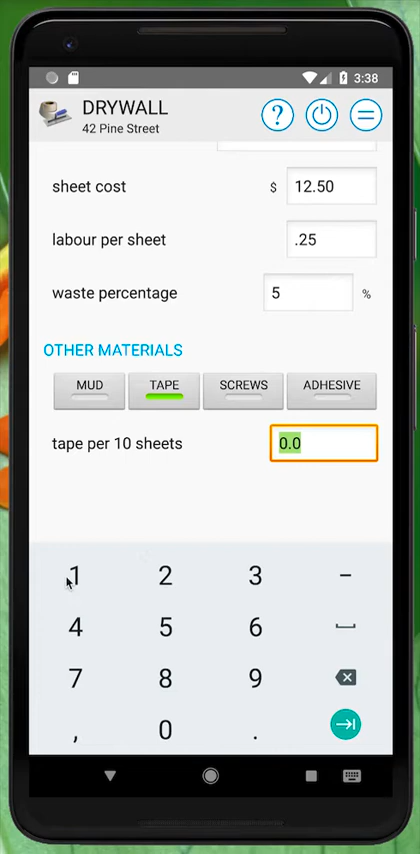 3:38
DRYWALL
42 Pine Street
?
sheet cost $ 12.50
labour per sheet .25
waste percentage 5 %
OTHER MATERIALS
MUD TAPE SCREWS ADHESIVE
tape per 10 sheets 0.0
1 2 3 −
4 5 6
7 8 9
, 0 .